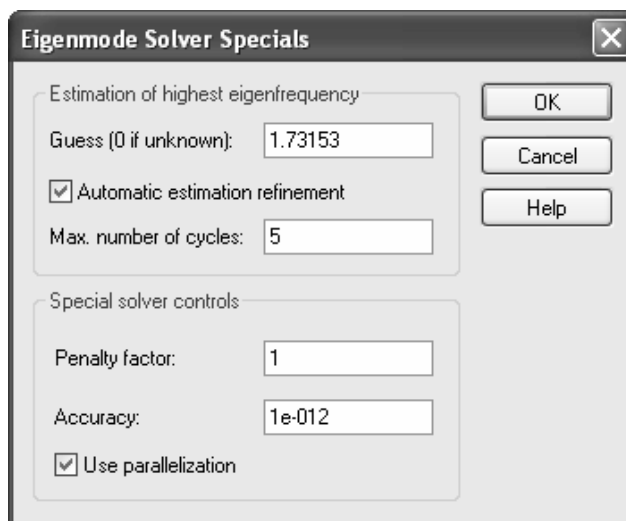 Eigenmode Solver Specials
Estimation of highest eigenfrequency
Guess (0 if unknown): 1.73153
Automatic estimation refinement
Max. number of cycles: 5
OK
Cancel
Help
Special solver controls
Penalty factor: 1
Accuracy: 1e-012
Use parallelization